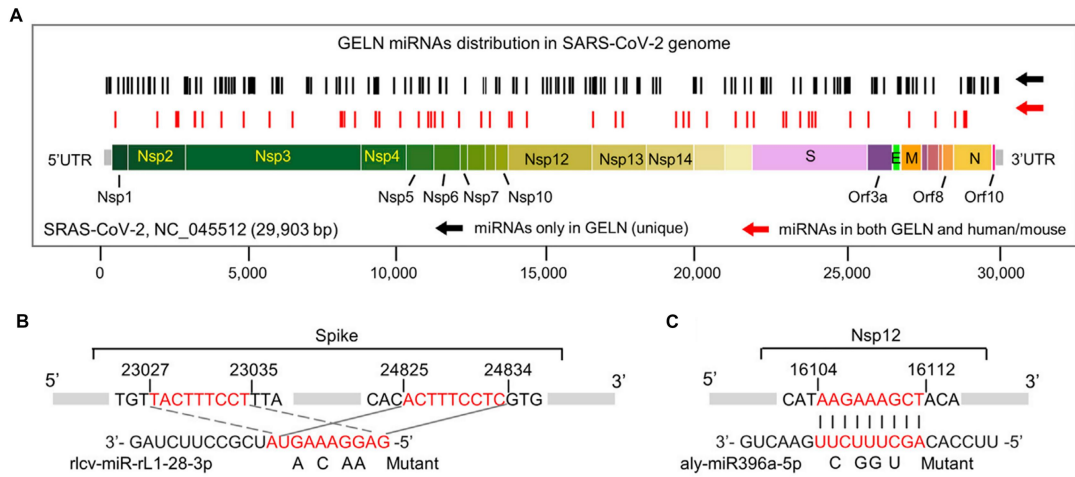 A
GELN miRNAs distribution in SARS-CoV-2 genome
5'UTR Nsp2 Nsp3 Nsp4 Nsp12 Nsp13 Nsp14 S E M N 3'UTR
Nsp1 Nsp5 Nsp6 Nsp7 Nsp10 Orf3a Orf8 Orf10
SRAS-CoV-2, NC_045512 (29,903 bp) miRNAs only in GELN (unique) miRNAs in both GELN and human/mouse
0 5,000 10,000 15,000 20,000 25,000 30,000
B
Spike
23027 23035 24825 24834
5' 3'
TGTTACTTTCCTTTA CACACTTTCCTCGTG
3'- GAUCUUCCGCUAUGAAAGGAG -5'
rlcv-miR-rL1-28-3p A C AA Mutant
C
Nsp12
16104 16112
5' 3'
CATAAGAAAGCTACA
3'- GUCAAGUUCUUUCGACACCUU -5'
aly-miR396a-5p C GG U Mutant